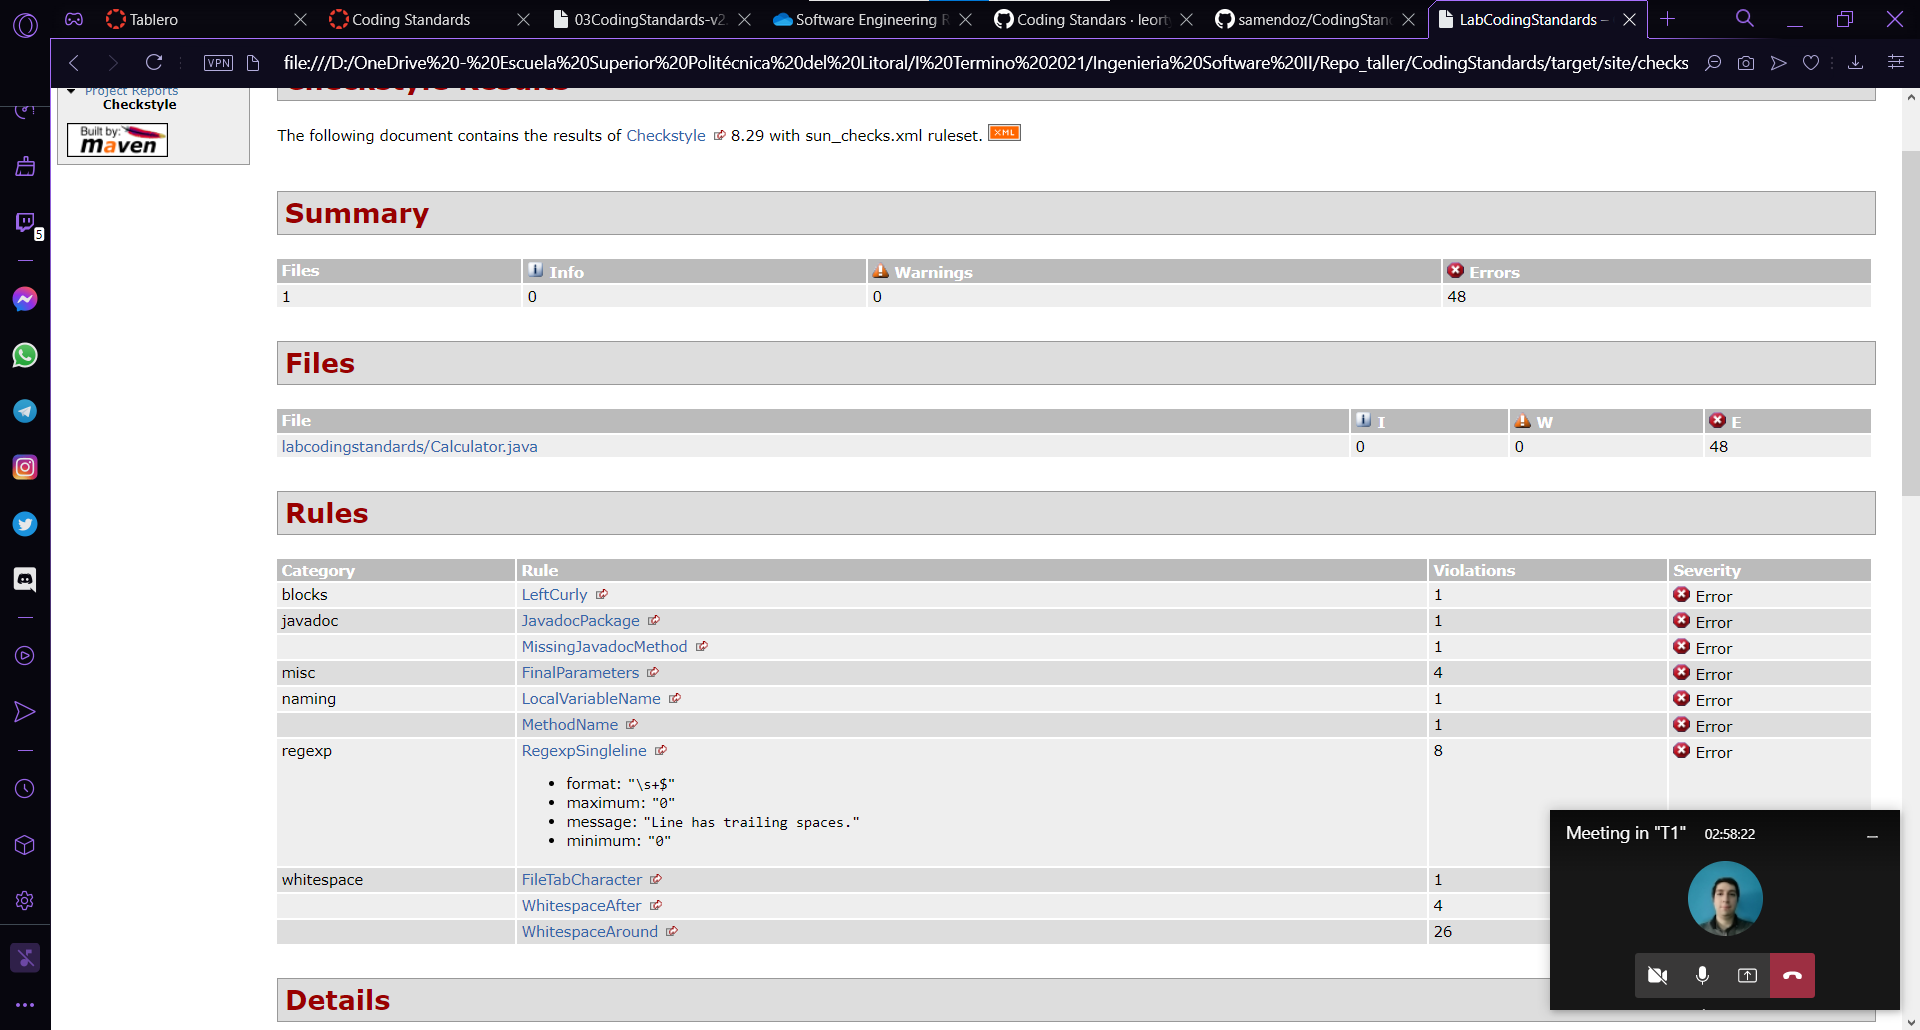 Tablero
Coding Standards
03CodingStandards-v2
Software Engineering R
Coding Standars · leort
samendoz/CodingStan
LabCodingStandards –
VPN
file:///D:/OneDrive%20-%20Escuela%20Superior%20Politécnica%20del%20Litoral/I%20Termino%202021/Ingenieria%20Software%20II/Repo_taller/CodingStandards/target/site/checks
5
Project Reports
Checkstyle
Built by:
maven
Checkstyle Results
The following document contains the results of Checkstyle 8.29 with sun_checks.xml ruleset. XML
Summary
Files Info Warnings Errors
1 0 0 48
Files
File I W E
labcodingstandards/Calculator.java 0 0 48
Rules
Category Rule Violations Severity
blocks LeftCurly 1 Error
javadoc JavadocPackage 1 Error
MissingJavadocMethod 1 Error
misc FinalParameters 4 Error
naming LocalVariableName 1 Error
MethodName 1 Error
regexp RegexpSingleline 8 Error
• format: "\s+$"
• maximum: "0"
• message: "Line has trailing spaces."
• minimum: "0"
whitespace FileTabCharacter 1
WhitespaceAfter 4
WhitespaceAround 26
Details
Meeting in "T1" 02:58:22